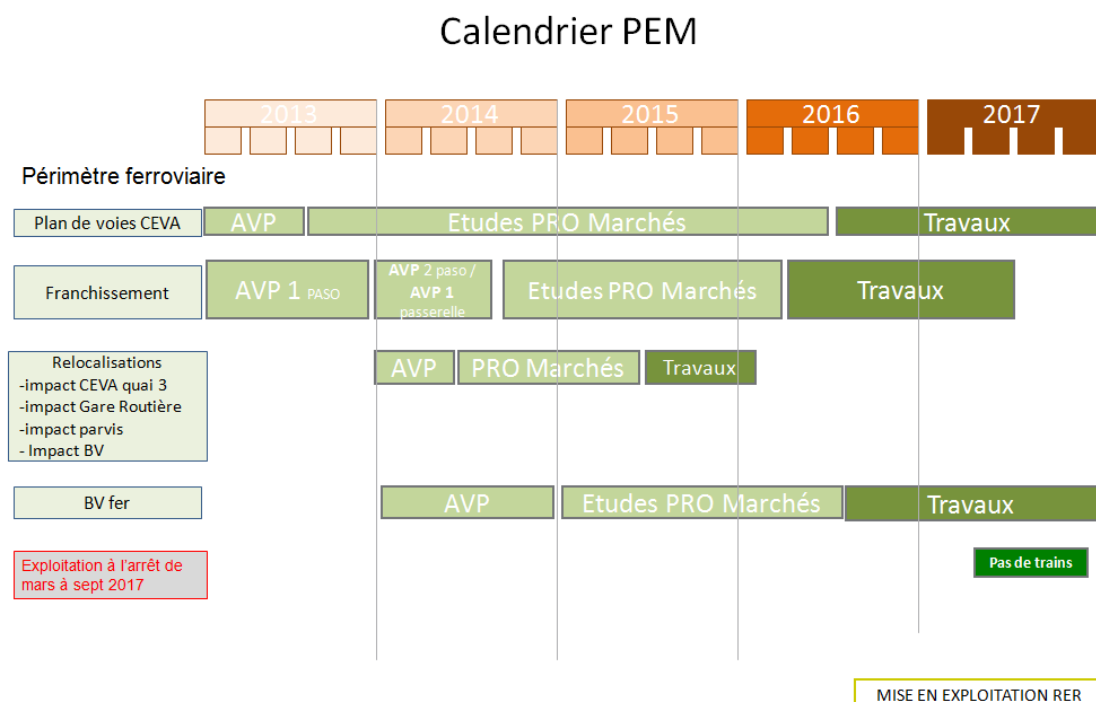 Calendrier PEM
2013 2014 2015 2016 2017
Périmètre ferroviaire
Plan de voies CEVA AVP Etudes PRO Marchés Travaux
Franchissement AVP 1 PASO
AVP 2 paso /
AVP 1
passerelle
Etudes PRO Marchés Travaux
Relocalisations
-impact CEVA quai 3
-impact Gare Routière
-impact parvis
- Impact BV
AVP PRO Marchés Travaux
BV fer AVP Etudes PRO Marchés Travaux
Exploitation à l'arrêt de
mars à sept 2017
Pas de trains
MISE EN EXPLOITATION RER